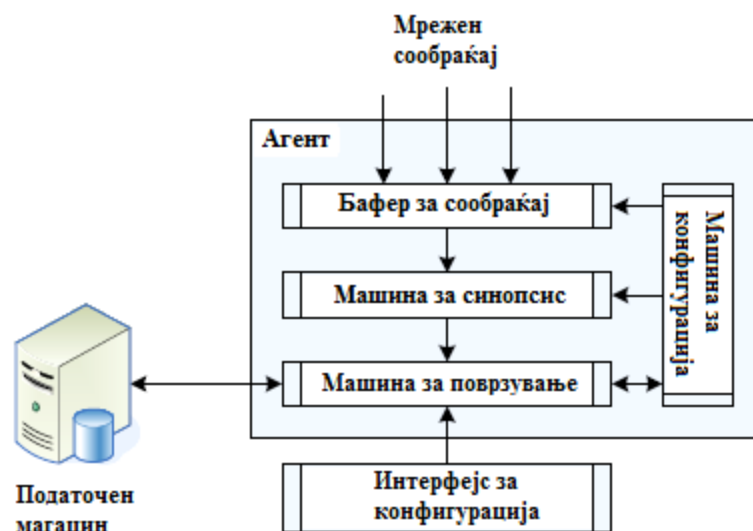 Мрежен
сообраќај
Агент
Бафер за сообраќај
Машина за синопсис
Машина за поврзување
Машина за
конфигурација
Интерфејс за
конфигурација
Податочен
магацин